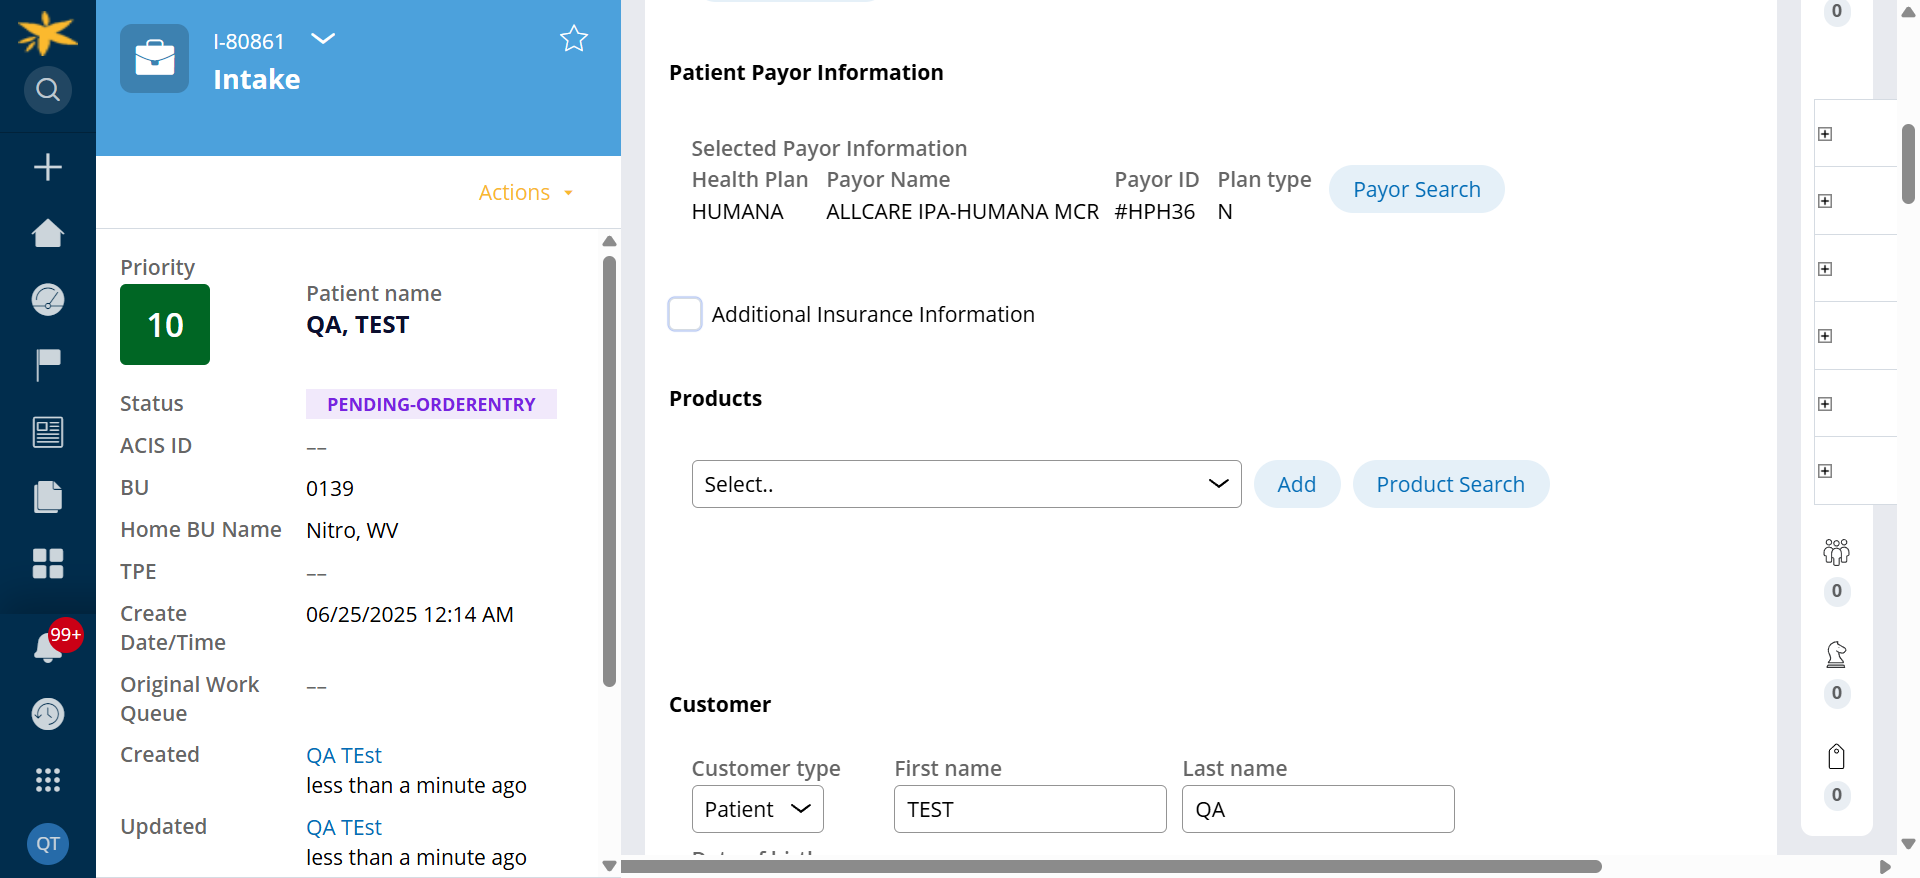 I-80861
Intake
Actions
Priority
10
Patient name
QA, TEST
Status
PENDING-ORDERENTRY
ACIS ID
––
BU
0139
Home BU Name
Nitro, WV
TPE
––
Create Date/Time
06/25/2025 12:14 AM
Original Work Queue
––
Created
QA TEst
less than a minute ago
Updated
QA TEst
less than a minute ago
99+
QT
Patient Payor Information
Selected Payor Information
Health Plan Payor Name Payor ID Plan type
HUMANA ALLCARE IPA-HUMANA MCR #HPH36 N
Payor Search
Additional Insurance Information
Products
Select.. Add Product Search
Customer
Customer type First name Last name
Patient TEST QA
0
0
0
0